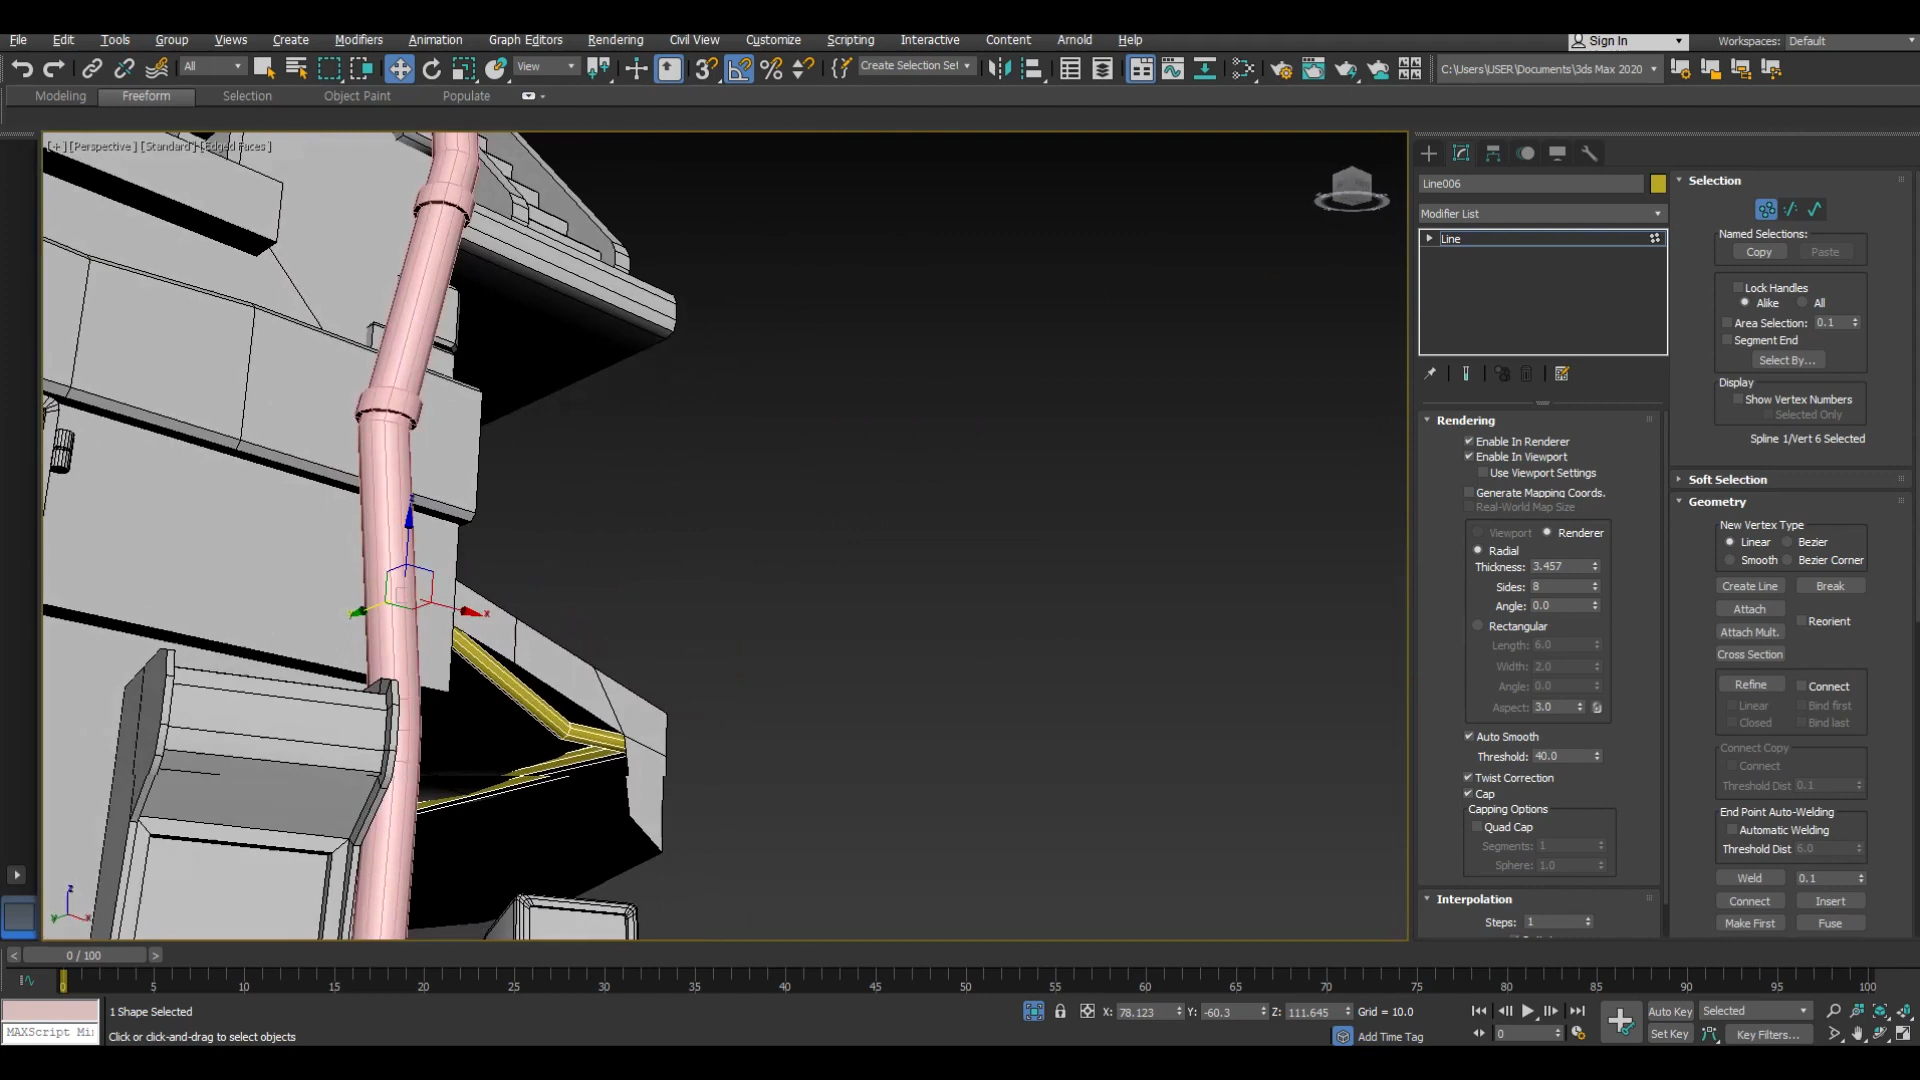 File Edit Tools Group Views Create Modifiers Animation Graph Editors Rendering Civil View Customize Scripting Interactive Content Arnold Help Sign In Workspaces: Default
All View Create Selection Set C:\Users\USER\Documents\3ds Max 2020
Modeling Freeform Selection Object Paint Populate
[+] [Perspective] [Standard] [Edged Faces]
Line006
Modifier List
Line
Rendering
Enable In Renderer
Enable In Viewport
Use Viewport Settings
Generate Mapping Coords.
Real-World Map Size
Viewport Renderer
Radial
Thickness: 3.457
Sides: 8
Angle: 0.0
Rectangular
Length: 6.0
Width: 2.0
Angle: 0.0
Aspect: 3.0
Auto Smooth
Threshold: 40.0
Twist Correction
Cap
Capping Options
Quad Cap
Segments: 1
Sphere: 1.0
Interpolation
Steps: 1
Selection
Named Selections:
Copy Paste
Lock Handles
Alike All
Area Selection: 0.1
Segment End
Select By...
Display
Show Vertex Numbers
Selected Only
Spline 1/Vert 6 Selected
Soft Selection
Geometry
New Vertex Type
Linear Bezier
Smooth Bezier Corner
Create Line Break
Attach
Reorient
Attach Mult.
Cross Section
Refine Connect
Linear Bind first
Closed Bind last
Connect Copy
Connect
Threshold Dist 0.1
End Point Auto-Welding
Automatic Welding
Threshold Dist 6.0
Weld 0.1
Connect Insert
Make First Fuse
z
x
z
< 0 / 100 >
0 5 10 15 20 25 30 35 40 45 50 55 60 65 70 75 80 85 90 95 100
1 Shape Selected X: 78.123 Y: -60.3 Z: 111.645 Grid = 10.0 Auto Key Selected
MAXScript Mi Click or click-and-drag to select objects Add Time Tag 0 Set Key Key Filters...